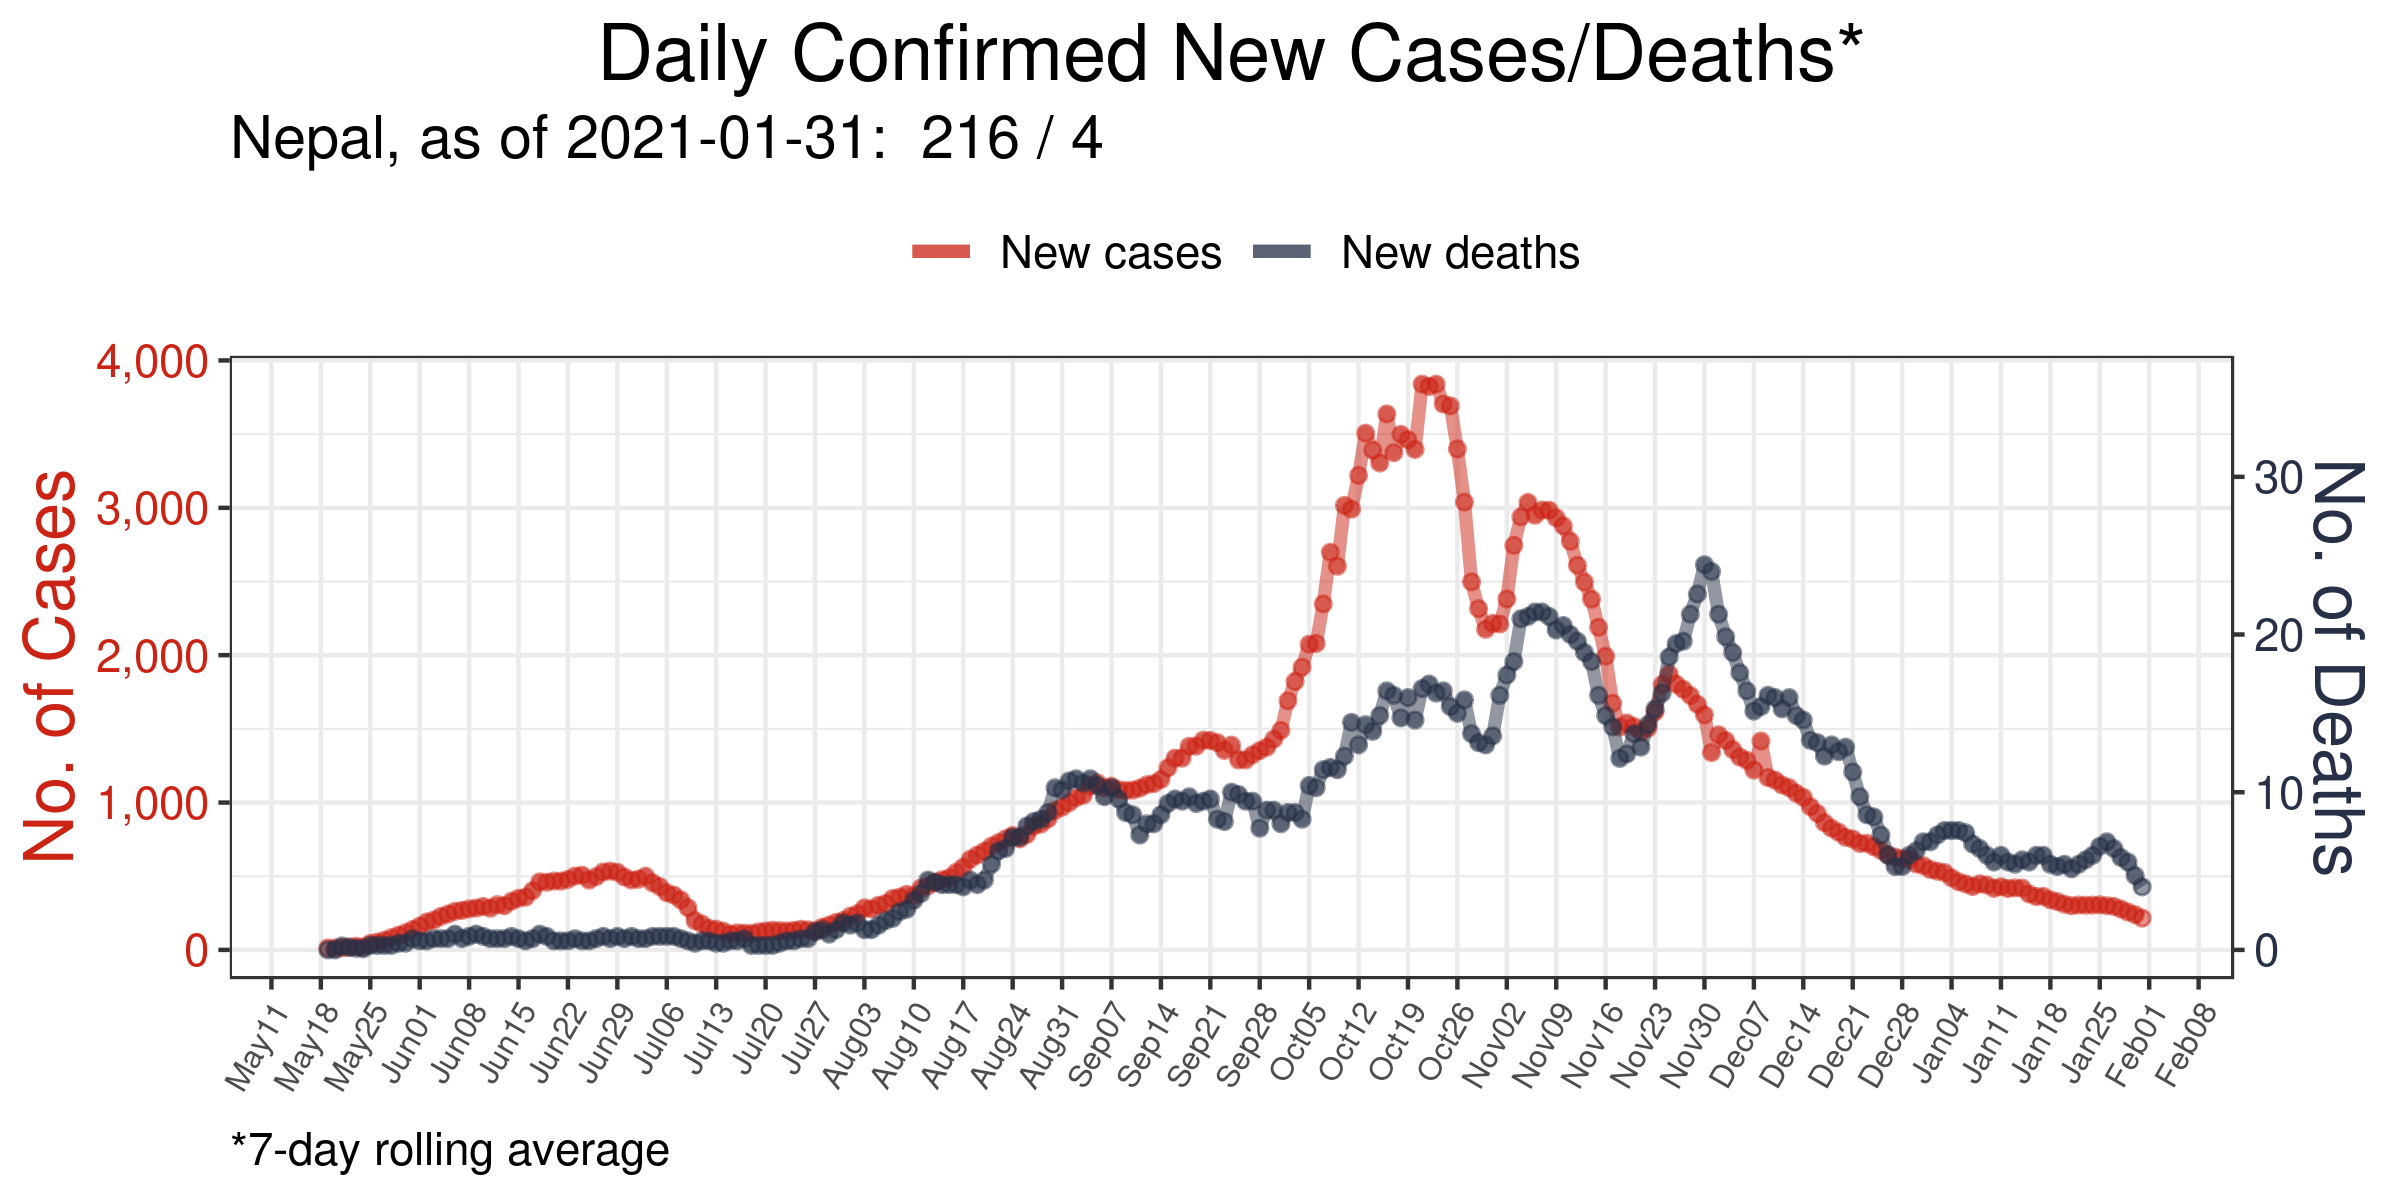 Daily Confirmed New Cases/Deaths*
Nepal, as of 2021-01-31:  216 / 4
New cases
New deaths
No. of Cases
4,000
3,000
2,000
1,000
0
30
20
10
0
No. of Deaths
May11
May18
May25
Jun01
Jun08
Jun15
Jun22
Jun29
Jul06
Jul13
Jul20
Jul27
Aug03
Aug10
Aug17
Aug24
Aug31
Sep07
Sep14
Sep21
Sep28
Oct05
Oct12
Oct19
Oct26
Nov02
Nov09
Nov16
Nov23
Nov30
Dec07
Dec14
Dec21
Dec28
Jan04
Jan11
Jan18
Jan25
Feb01
Feb08
*7-day rolling average